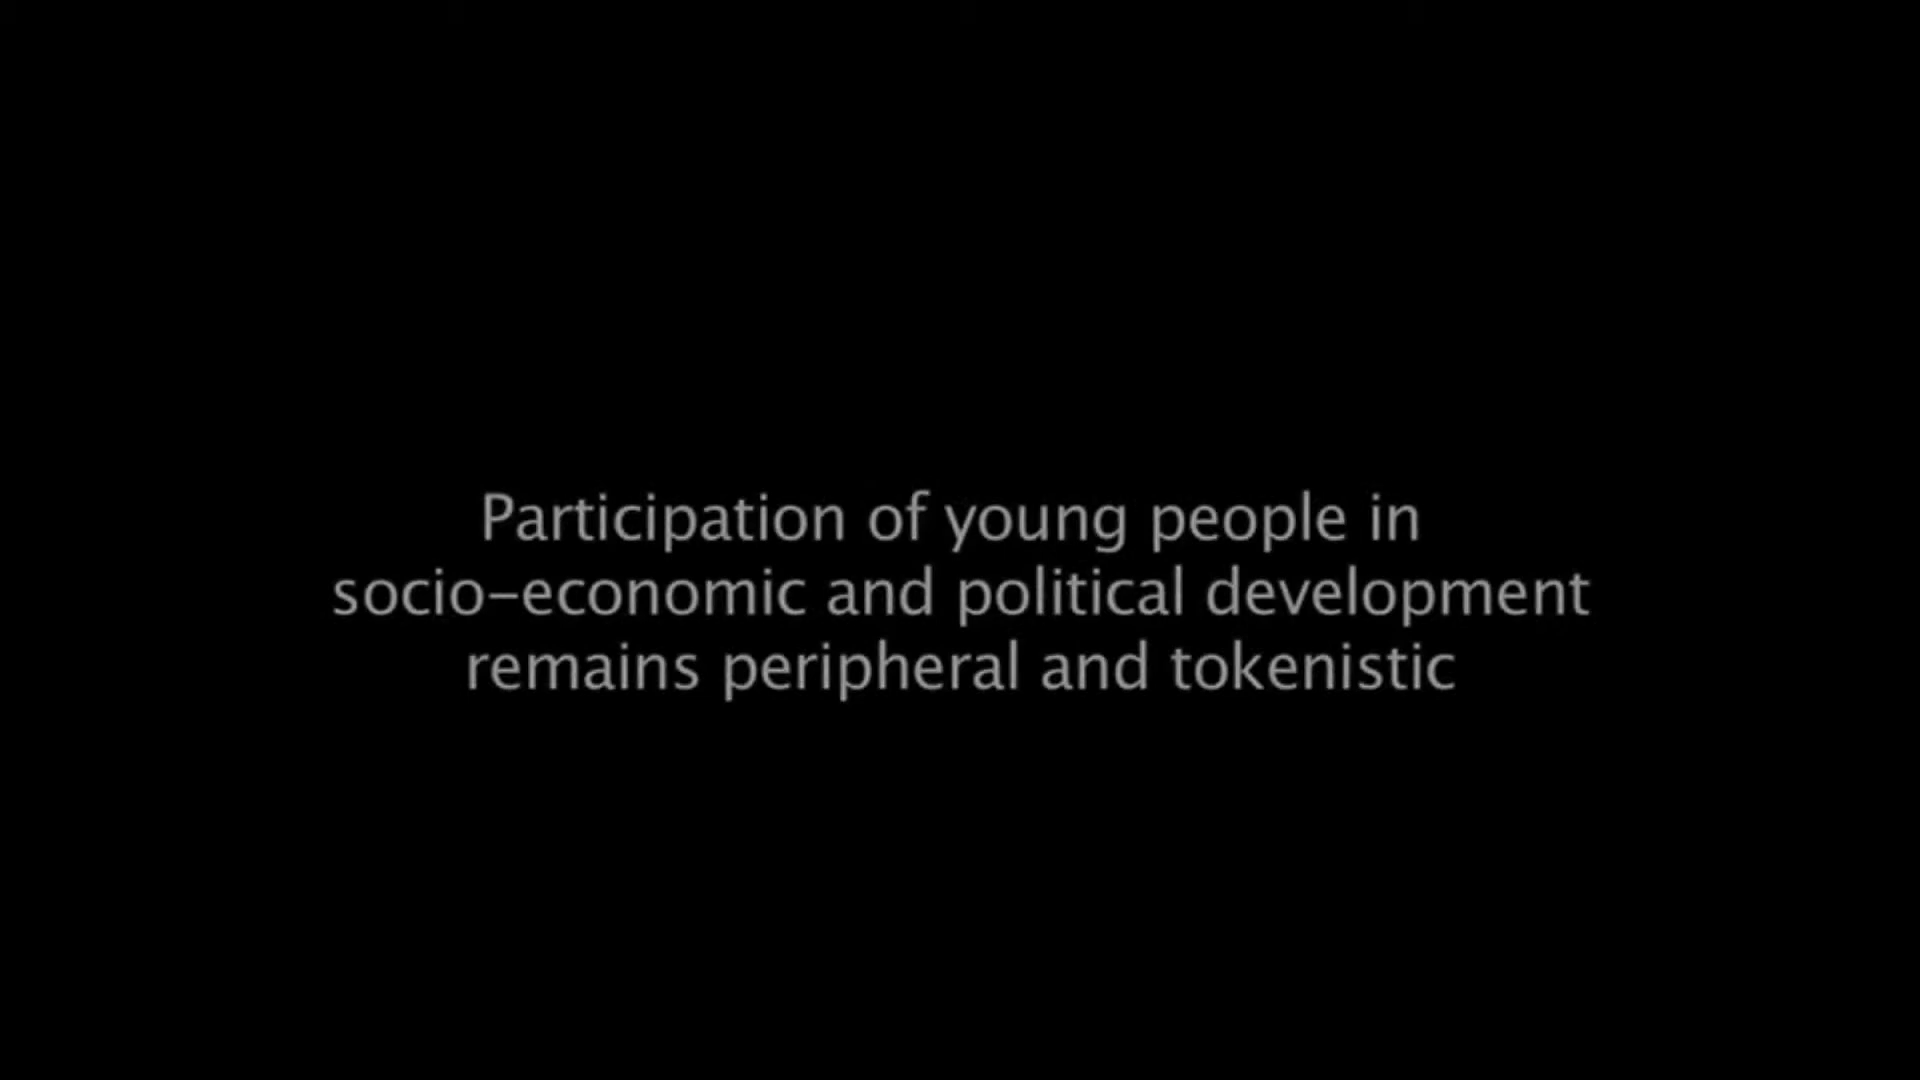 Participation of young people in
socio-economic and political development
remains peripheral and tokenistic